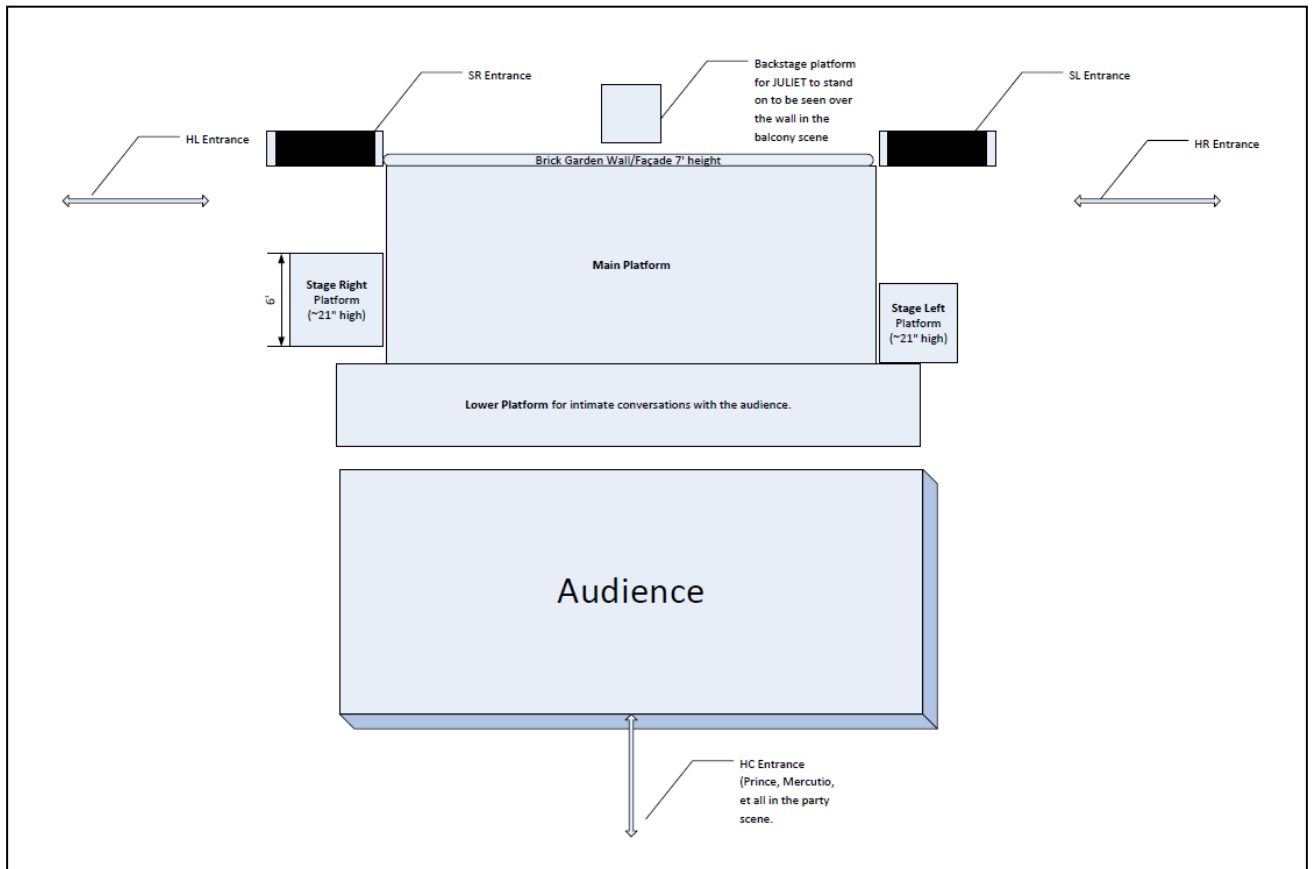 Backstage platform
for JULIET to stand
on to be seen over
the wall in the
balcony scene
SR Entrance
SL Entrance
HL Entrance
HR Entrance
Brick Garden Wall/Façade 7' height
Main Platform
6'
Stage Right
Platform
(~21" high)
Stage Left
Platform
(~21" high)
Lower Platform for intimate conversations with the audience.
Audience
HC Entrance
(Prince, Mercutio,
et all in the party
scene.